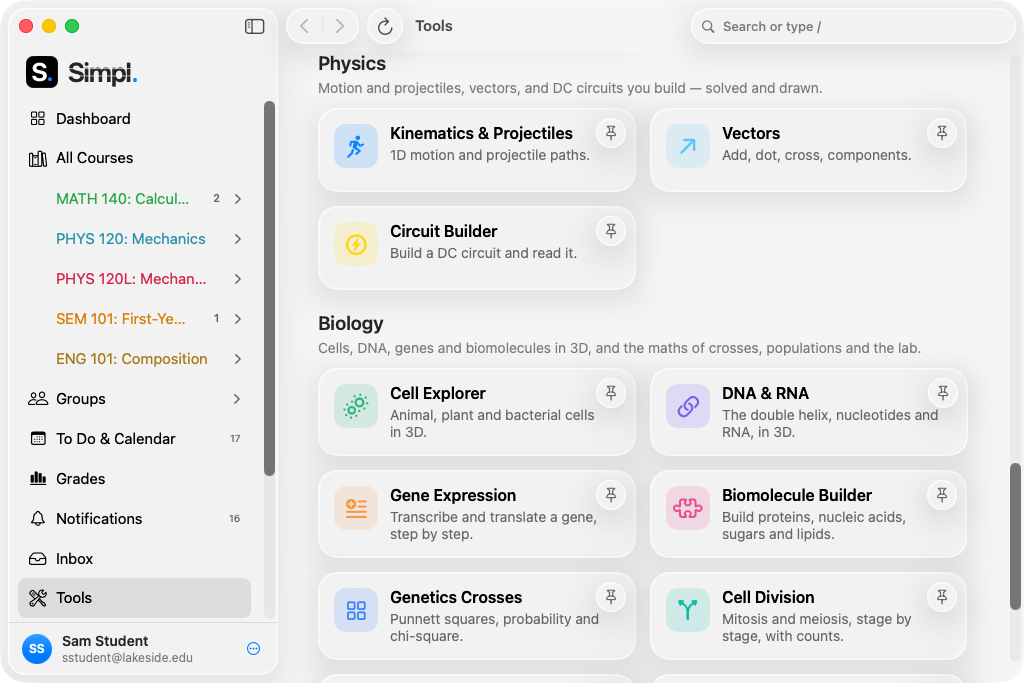 Tools
Search or type /
S.
Simpl.
Dashboard
All Courses
MATH 140: Calcul...
2
PHYS 120: Mechanics
PHYS 120L: Mechan...
SEM 101: First-Ye...
1
ENG 101: Composition
Groups
To Do & Calendar
17
Grades
Notifications
16
Inbox
Tools
SS
Sam Student
sstudent@lakeside.edu
Physics
Motion and projectiles, vectors, and DC circuits you build — solved and drawn.
Kinematics & Projectiles
1D motion and projectile paths.
Vectors
Add, dot, cross, components.
Circuit Builder
Build a DC circuit and read it.
Biology
Cells, DNA, genes and biomolecules in 3D, and the maths of crosses, populations and the lab.
Cell Explorer
Animal, plant and bacterial cells
in 3D.
DNA & RNA
The double helix, nucleotides and
RNA, in 3D.
Gene Expression
Transcribe and translate a gene,
step by step.
Biomolecule Builder
Build proteins, nucleic acids,
sugars and lipids.
Genetics Crosses
Punnett squares, probability and
chi-square.
Cell Division
Mitosis and meiosis, stage by
stage, with counts.